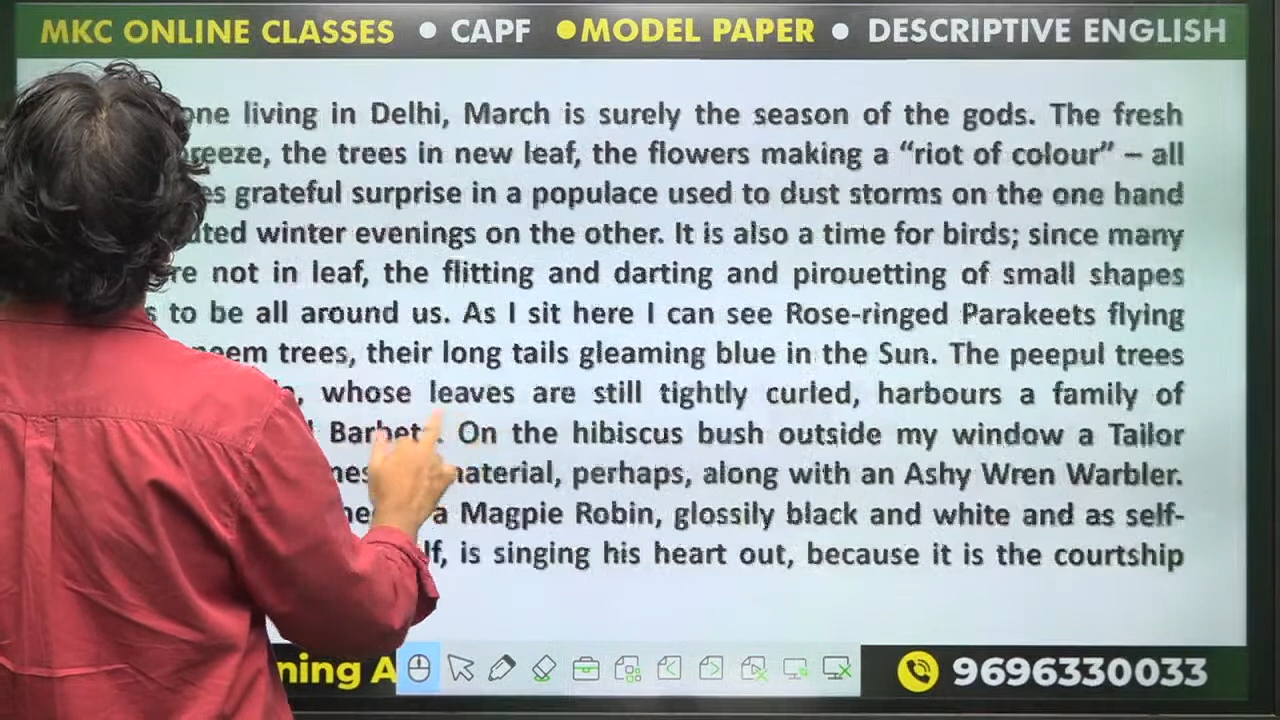 MKC ONLINE CLASSES • CAPF • MODEL PAPER • DESCRIPTIVE ENGLISH
living in Delhi, March is surely the season of the gods. The fresh
the trees in new leaf, the flowers making a “riot of colour” – all
grateful surprise in a populace used to dust storms on the one hand
winter evenings on the other. It is also a time for birds; since many
not in leaf, the flitting and darting and pirouetting of small shapes
to be all around us. As I sit here I can see Rose-ringed Parakeets flying
neem trees, their long tails gleaming blue in the Sun. The peepul trees
whose leaves are still tightly curled, harbours a family of
On the hibiscus bush outside my window a Tailor
material, perhaps, along with an Ashy Wren Warbler.
a Magpie Robin, glossily black and white and as self-
is singing his heart out, because it is the courtship
9696330033